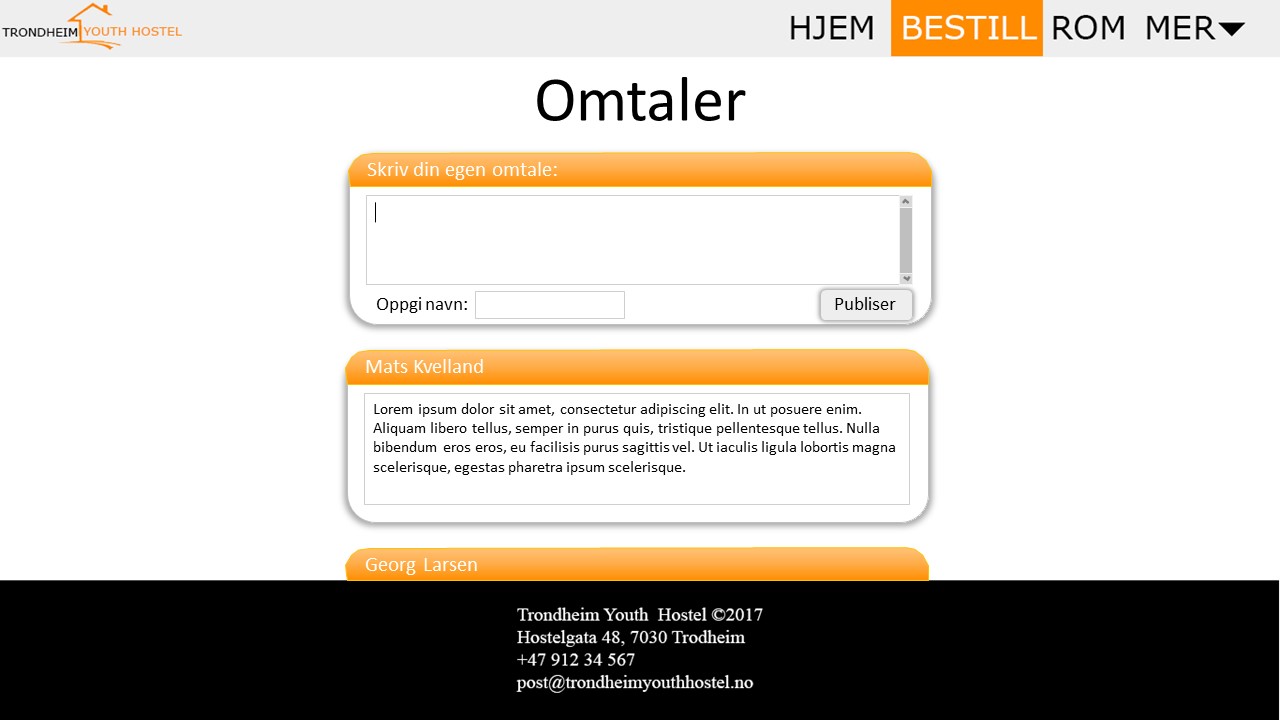 TRONDHEIM YOUTH HOSTEL
HJEM BESTILL ROM MER
Omtaler
Skriv din egen omtale:
Oppgi navn:
Publiser
Mats Kvelland
Lorem ipsum dolor sit amet, consectetur adipiscing elit. In ut posuere enim.
Aliquam libero tellus, semper in purus quis, tristique pellentesque tellus. Nulla
bibendum eros eros, eu facilisis purus sagittis vel. Ut iaculis ligula lobortis magna
scelerisque, egestas pharetra ipsum scelerisque.
Georg Larsen
Trondheim Youth Hostel ©2017
Hostelgata 48, 7030 Trodheim
+47 912 34 567
post@trondheimyouthhostel.no